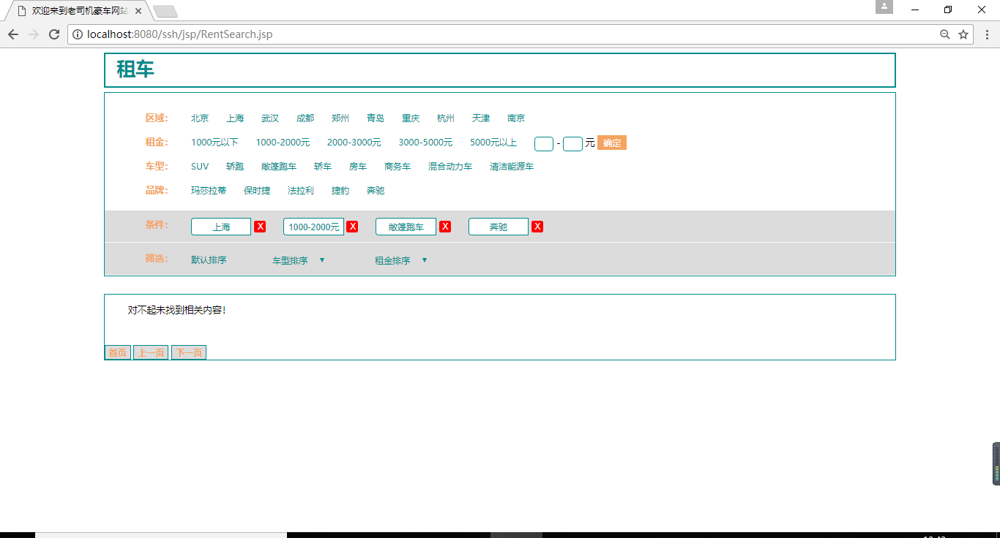 欢迎来到老司机豪车网站
localhost:8080/ssh/jsp/RentSearch.jsp
租车
区域： 北京 上海 武汉 成都 郑州 青岛 重庆 杭州 天津 南京
租金： 1000元以下 1000-2000元 2000-3000元 3000-5000元 5000元以上 - 元 确定
车型： SUV 轿跑 敞篷跑车 轿车 房车 商务车 混合动力车 清洁能源车
品牌： 玛莎拉蒂 保时捷 法拉利 捷豹 奔驰
条件： 上海 X 1000-2000元 X 敞篷跑车 X 奔驰 X
筛选： 默认排序 车型排序 ▼ 租金排序 ▼
对不起未找到相关内容！
首页 上一页 下一页